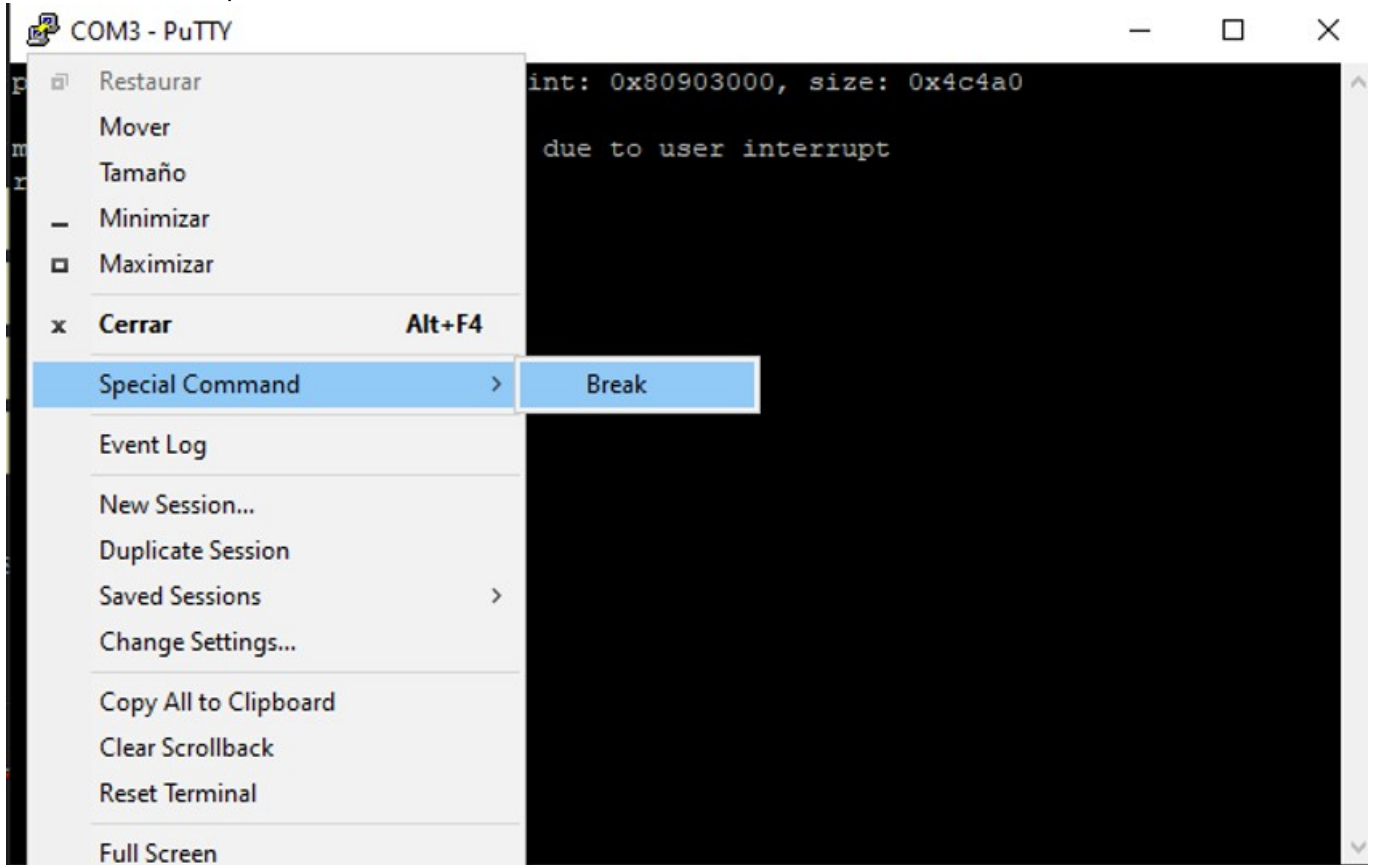 COM3 - PuTTY
p
int: 0x80903000, size: 0x4c4a0
m
due to user interrupt
r
Restaurar
Mover
Tamaño
Minimizar
Maximizar
x Cerrar Alt+F4
Special Command > Break
Event Log
New Session...
Duplicate Session
Saved Sessions >
Change Settings...
Copy All to Clipboard
Clear Scrollback
Reset Terminal
Full Screen